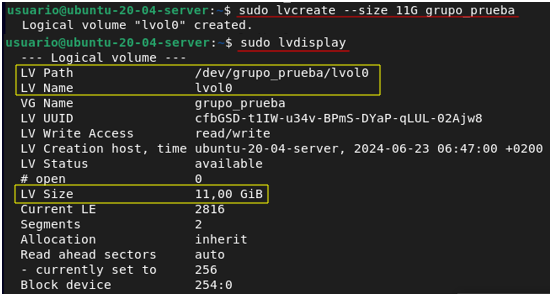 usuario@ubuntu-20-04-server:~$ sudo lvcreate --size 11G grupo_prueba
Logical volume "lvol0" created.
usuario@ubuntu-20-04-server:~$ sudo lvdisplay
--- Logical volume ---
LV Path                /dev/grupo_prueba/lvol0
LV Name                lvol0
VG Name                grupo_prueba
LV UUID                cfbGSD-t1IW-u34v-BPmS-DYaP-qLUL-02Ajw8
LV Write Access        read/write
LV Creation host, time ubuntu-20-04-server, 2024-06-23 06:47:00 +0200
LV Status              available
# open                 0
LV Size                11,00 GiB
Current LE             2816
Segments               2
Allocation             inherit
Read ahead sectors     auto
- currently set to     256
Block device           254:0